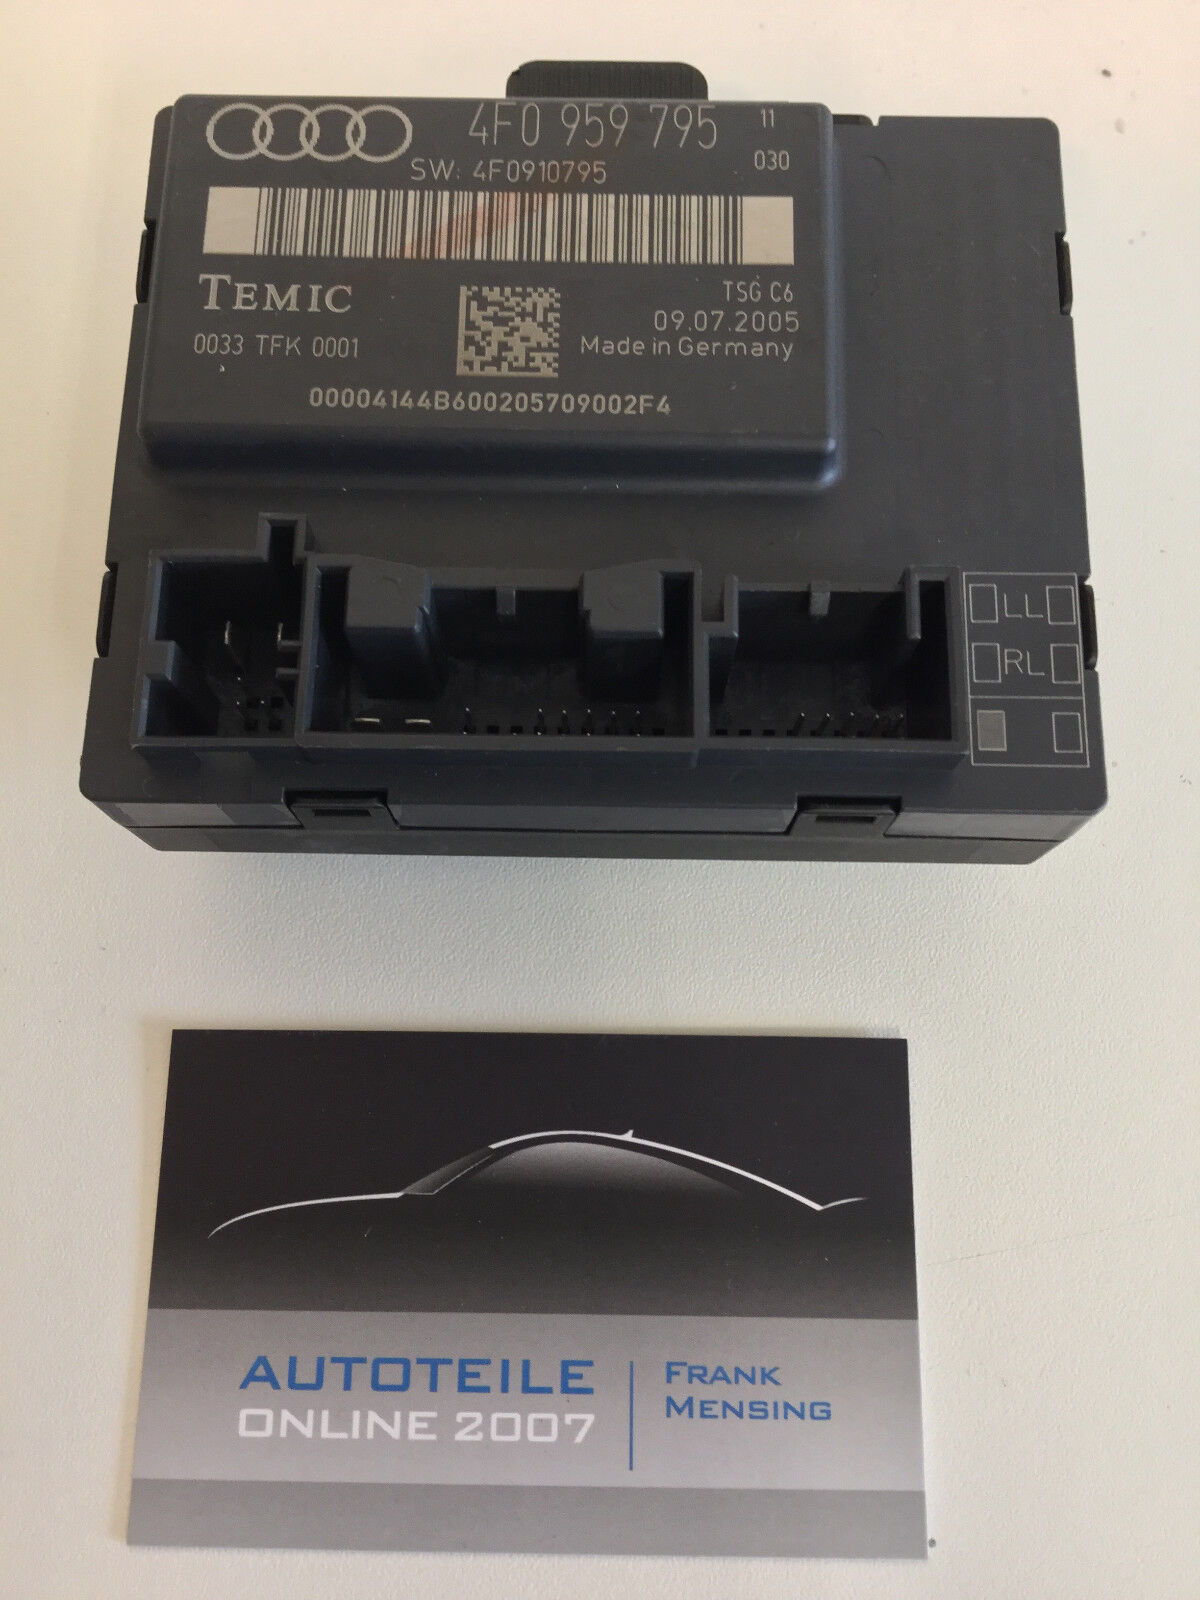 4F0 959 795 11
SW: 4F0910795 030
TEMIC
TSG C6
09.07.2005
0033 TFK 0001
Made in Germany
00004144B600205709002F4
LL
RL
AUTOTEILE
ONLINE 2007
FRANK
MENSING